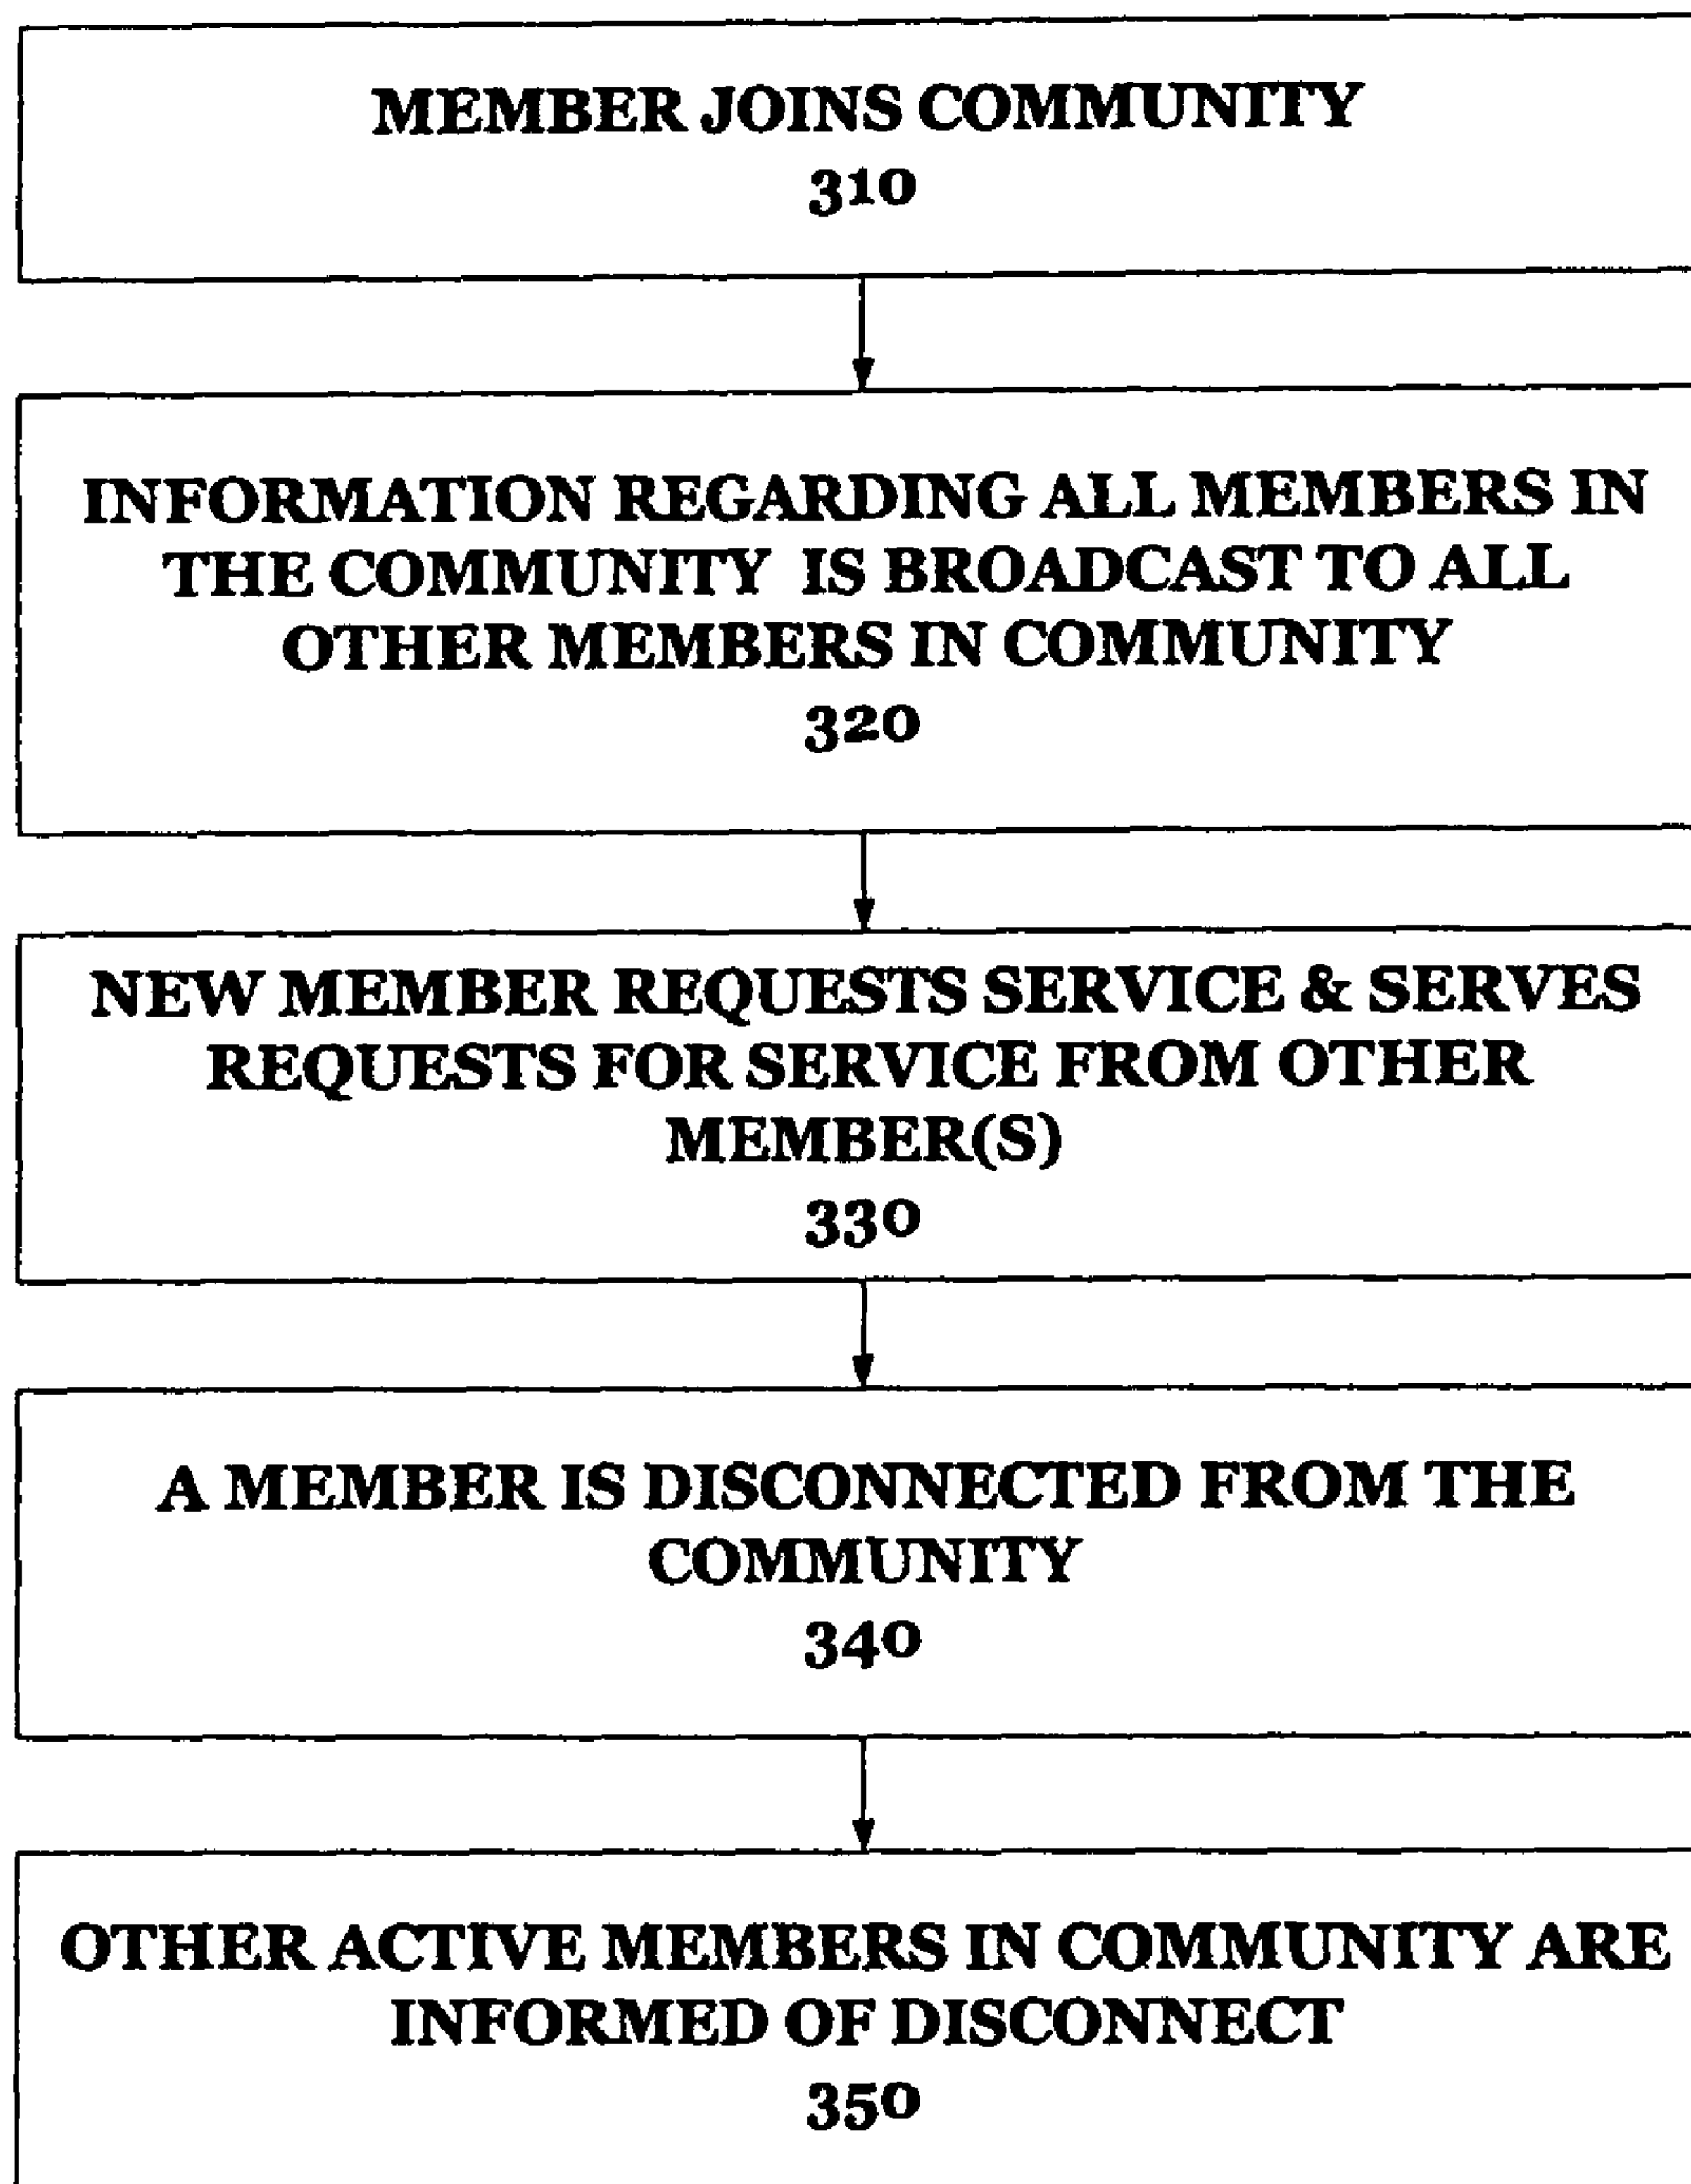 MEMBER JOINS COMMUNITY
310
INFORMATION REGARDING ALL MEMBERS IN
THE COMMUNITY IS BROADCAST TO ALL
OTHER MEMBERS IN COMMUNITY
320
NEW MEMBER REQUESTS SERVICE & SERVES
REQUESTS FOR SERVICE FROM OTHER
MEMBER(S)
330
A MEMBER IS DISCONNECTED FROM THE
COMMUNITY
340
OTHER ACTIVE MEMBERS IN COMMUNITY ARE
INFORMED OF DISCONNECT
350